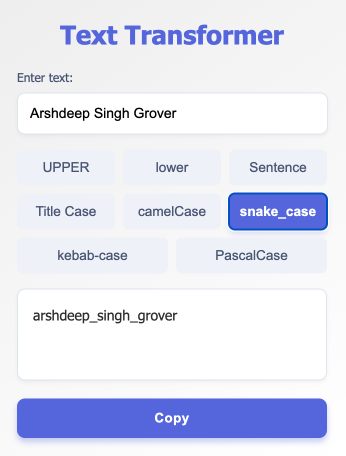 Text Transformer
Enter text:
Arshdeep Singh Grover
UPPER lower Sentence
Title Case camelCase snake_case
kebab-case PascalCase
arshdeep_singh_grover
Copy